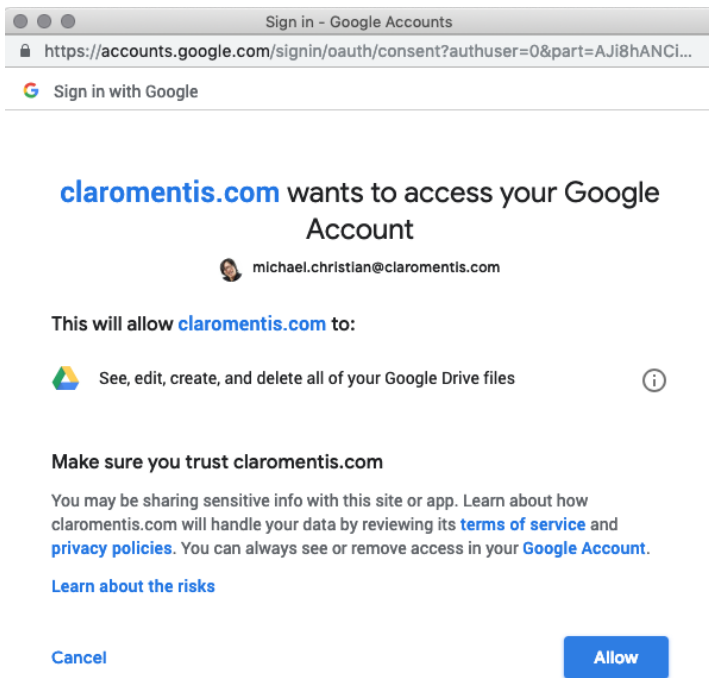 Sign in - Google Accounts
https://accounts.google.com/signin/oauth/consent?authuser=0&part=AJi8hANCi...
Sign in with Google
claromentis.com wants to access your Google
Account
michael.christian@claromentis.com
This will allow claromentis.com to:
See, edit, create, and delete all of your Google Drive files
Make sure you trust claromentis.com
You may be sharing sensitive info with this site or app. Learn about how
claromentis.com will handle your data by reviewing its terms of service and
privacy policies. You can always see or remove access in your Google Account.
Learn about the risks
Cancel
Allow